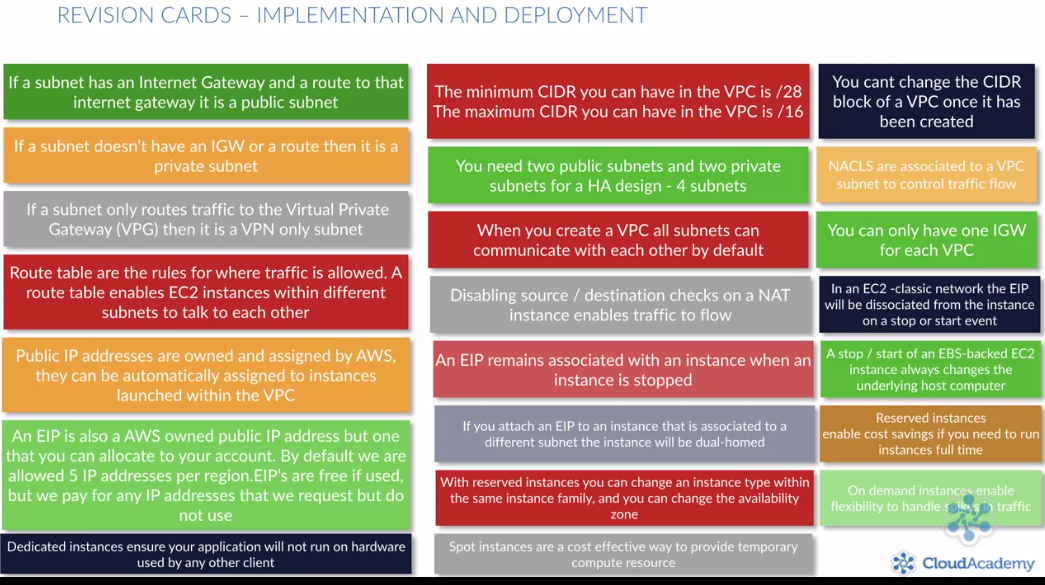 REVISION CARDS – IMPLEMENTATION AND DEPLOYMENT
If a subnet has an Internet Gateway and a route to that
internet gateway it is a public subnet
If a subnet doesn't have an IGW or a route then it is a
private subnet
If a subnet only routes traffic to the Virtual Private
Gateway (VPG) then it is a VPN only subnet
Route table are the rules for where traffic is allowed. A
route table enables EC2 instances within different
subnets to talk to each other
Public IP addresses are owned and assigned by AWS,
they can be automatically assigned to instances
launched within the VPC
An EIP is also a AWS owned public IP address but one
that you can allocate to your account. By default we are
allowed 5 IP addresses per region.EIP's are free if used,
but we pay for any IP addresses that we request but do
not use
Dedicated instances ensure your application will not run on hardware
used by any other client
The minimum CIDR you can have in the VPC is /28
The maximum CIDR you can have in the VPC is /16
You need two public subnets and two private
subnets for a HA design - 4 subnets
When you create a VPC all subnets can
communicate with each other by default
Disabling source / destination checks on a NAT
instance enables traffic to flow
An EIP remains associated with an instance when an
instance is stopped
If you attach an EIP to an instance that is associated to a
different subnet the instance will be dual-homed
With reserved instances you can change an instance type within
the same instance family, and you can change the availability
zone
Spot instances are a cost effective way to provide temporary
compute resource
You cant change the CIDR
block of a VPC once it has
been created
NACLS are associated to a VPC
subnet to control traffic flow
You can only have one IGW
for each VPC
In an EC2 -classic network the EIP
will be dissociated from the instance
on a stop or start event
A stop / start of an EBS-backed EC2
instance always changes the
underlying host computer
Reserved instances
enable cost savings if you need to run
instances full time
On demand instances enable
flexibility to handle spikes in traffic
CloudAcademy